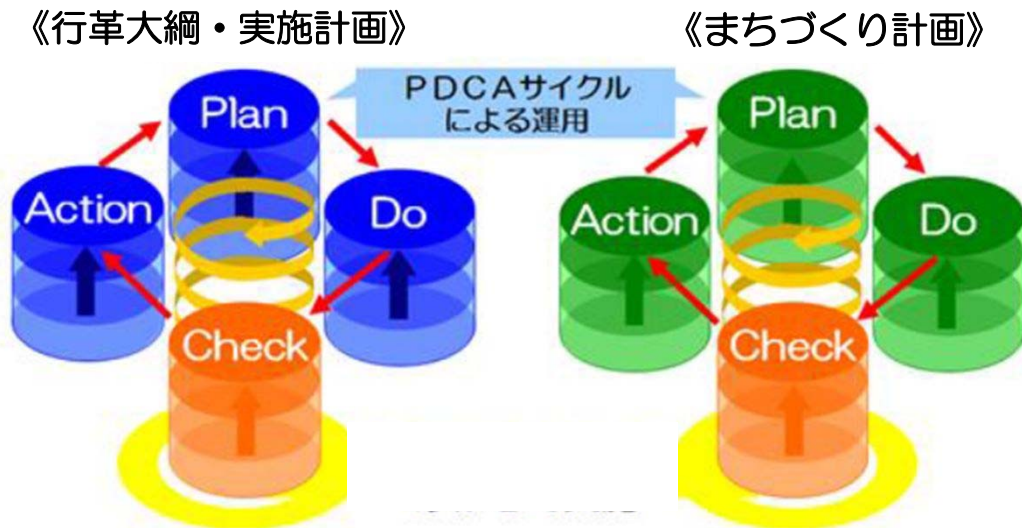 《行革大綱・実施計画》
《まちづくり計画》
PDCAサイクル
による運用
Plan
Do
Check
Action
Plan
Do
Check
Action